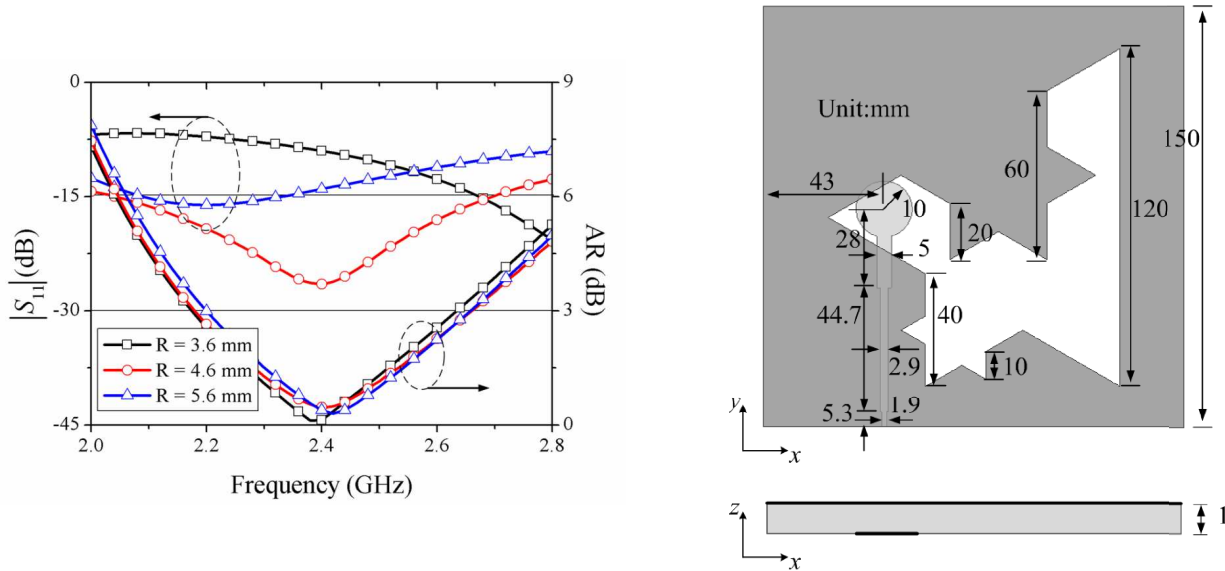 0
-15
-30
-45
|S11| (dB)
9
6
3
0
AR (dB)
R = 3.6 mm
R = 4.6 mm
R = 5.6 mm
2.0 2.2 2.4 2.6 2.8
Frequency (GHz)
Unit:mm
150
60
43
120
10
28
20
5
44.7
40
10
2.9
5.3
1.9
y
x
z
x
1